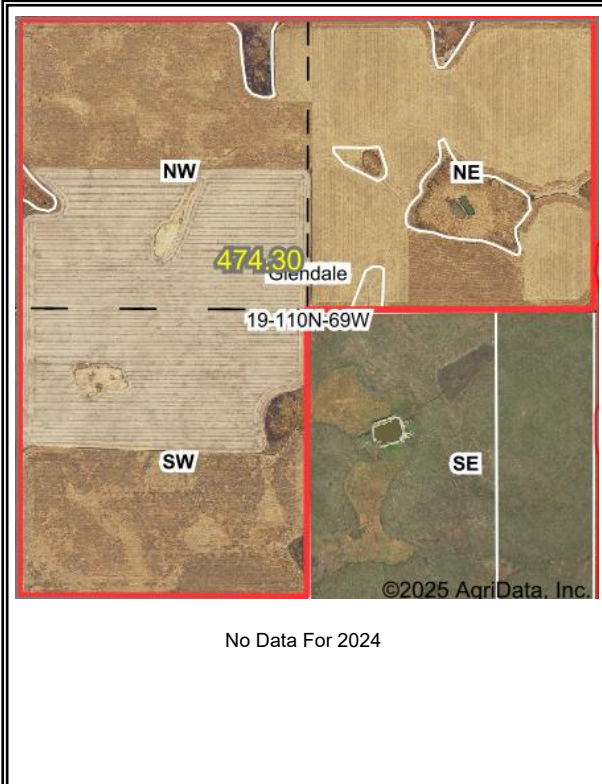 NW
NE
474.30
Glendale
19-110N-69W
SW
SE
©2025 AgriData, Inc.
No Data For 2024